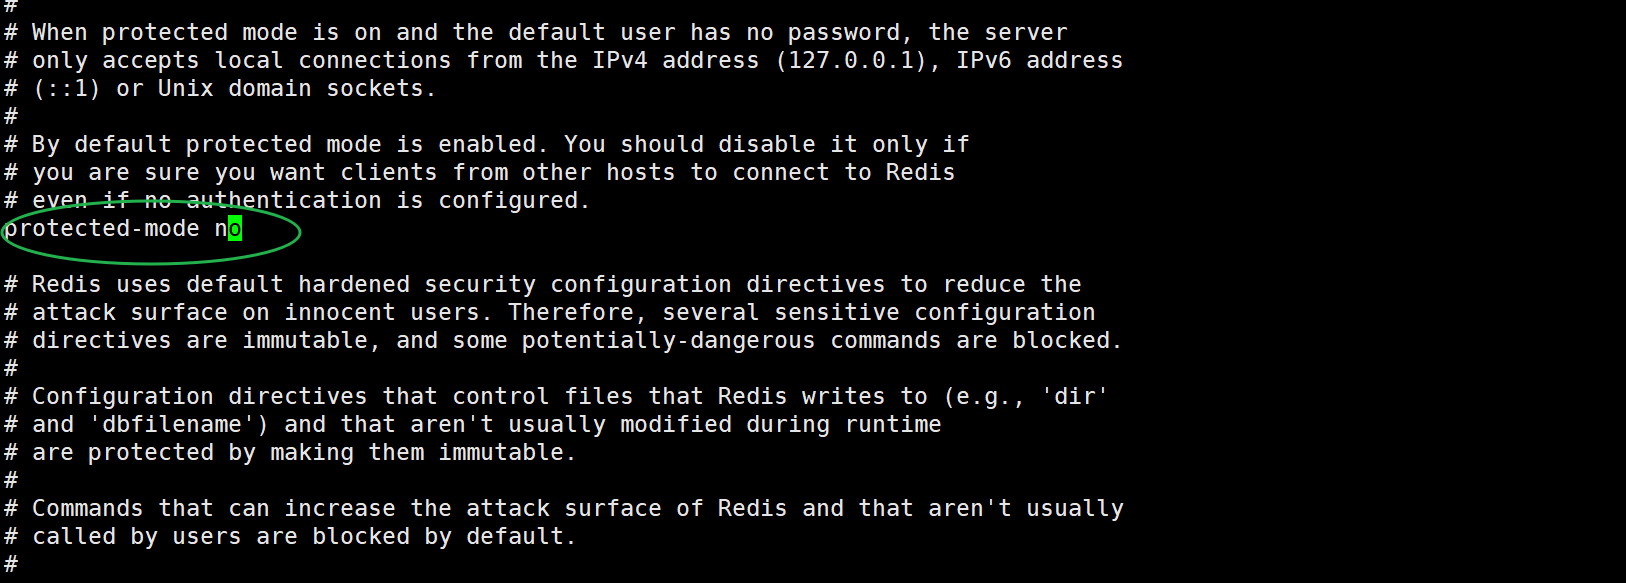 #
# When protected mode is on and the default user has no password, the server
# only accepts local connections from the IPv4 address (127.0.0.1), IPv6 address
# (::1) or Unix domain sockets.
#
# By default protected mode is enabled. You should disable it only if
# you are sure you want clients from other hosts to connect to Redis
# even if no authentication is configured.
protected-mode no

# Redis uses default hardened security configuration directives to reduce the
# attack surface on innocent users. Therefore, several sensitive configuration
# directives are immutable, and some potentially-dangerous commands are blocked.
#
# Configuration directives that control files that Redis writes to (e.g., 'dir'
# and 'dbfilename') and that aren't usually modified during runtime
# are protected by making them immutable.
#
# Commands that can increase the attack surface of Redis and that aren't usually
# called by users are blocked by default.
#